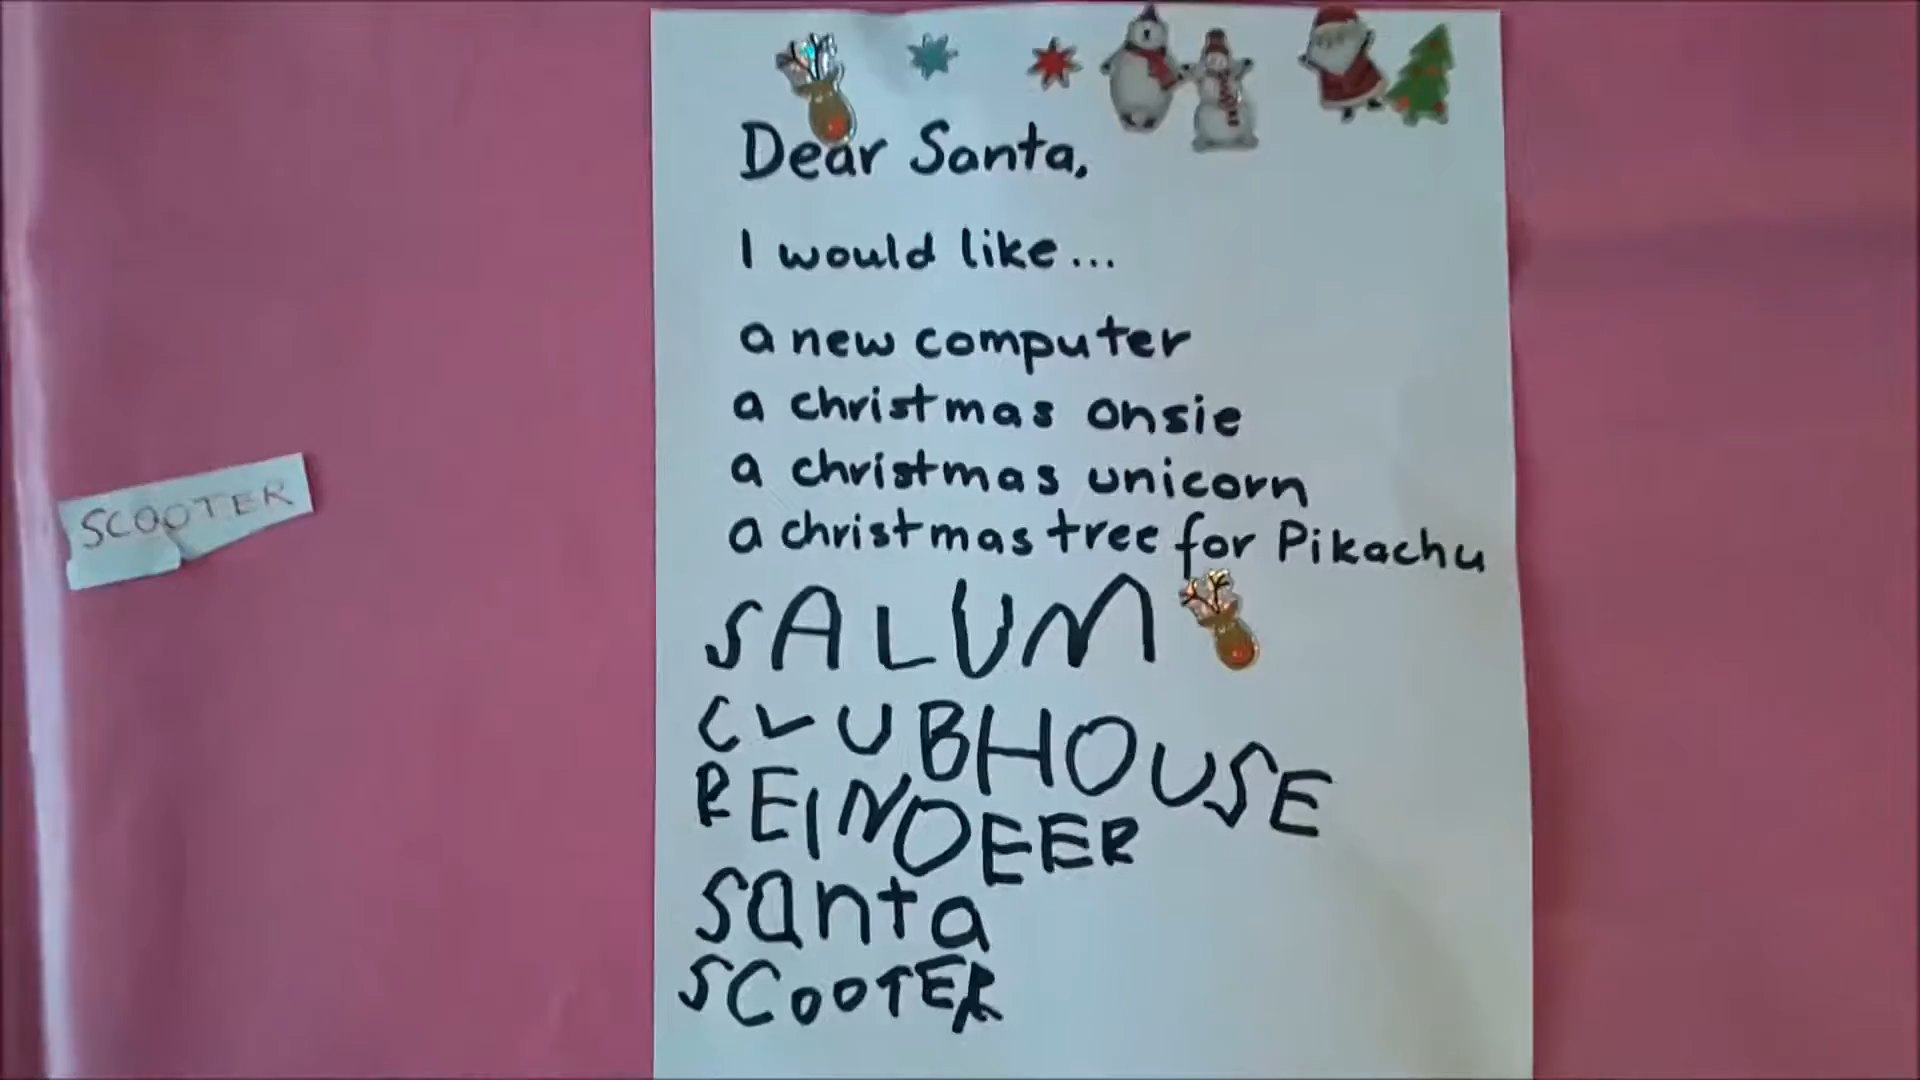 Dear Santa,
I would like...
a new computer
a christmas onsie
a christmas unicorn
a christmas tree for Pikachu
SALUM
CLUBHOUSE
REINDEER
santa
SCOOTER
SCOOTER